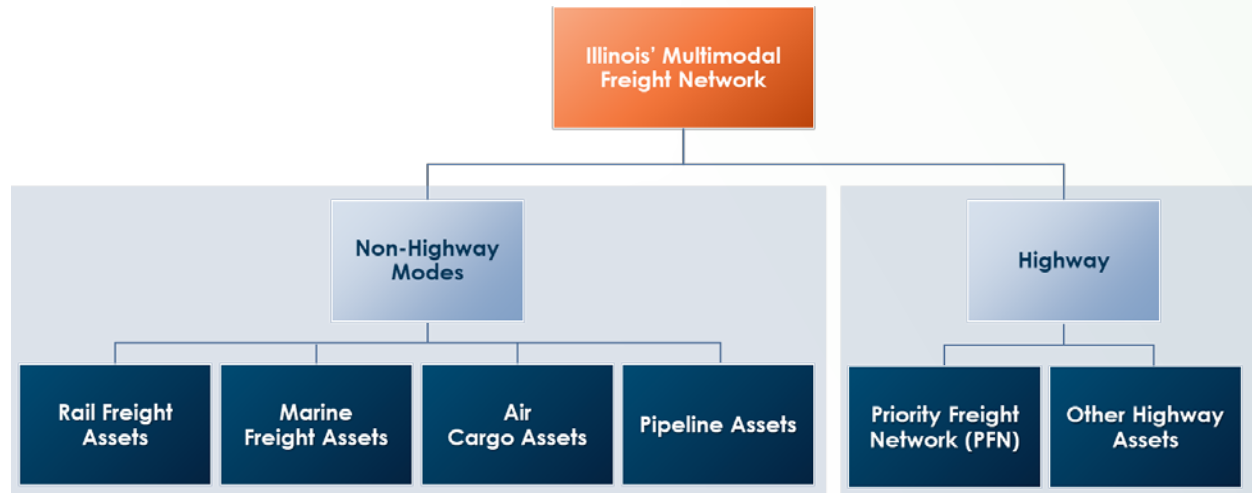 Illinois' Multimodal
Freight Network
Non-Highway
Modes
Highway
Rail Freight
Assets
Marine
Freight Assets
Air
Cargo Assets
Pipeline Assets
Priority Freight
Network (PFN)
Other Highway
Assets